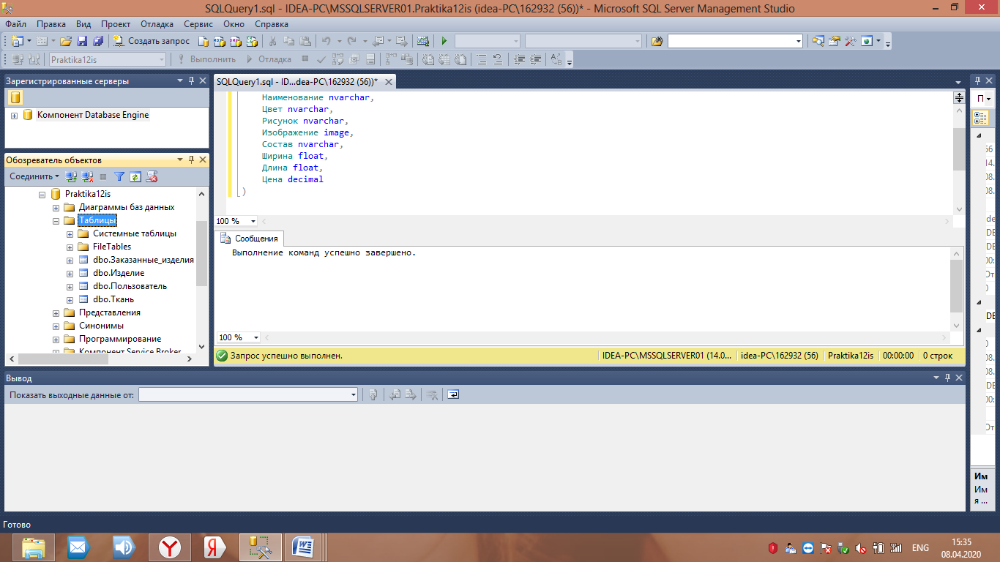 SQLQuery1.sql - IDEA-PC\MSSQLSERVER01.Praktika12is (idea-PC\162932 (56))* - Microsoft SQL Server Management Studio
Файл Правка Вид Проект Отладка Сервис Окно Справка
Создать запрос
Praktika12is Выполнить Отладка
Зарегистрированные серверы
Компонент Database Engine
Обозреватель объектов
Соединить
Praktika12is
Диаграммы баз данных
Таблицы
Системные таблицы
FileTables
dbo.Заказанные_изделия
dbo.Изделие
dbo.Пользователь
dbo.Ткань
Представления
Синонимы
Программирование
Компонент Service Broker
SQLQuery1.sql - ID...dea-PC\162932 (56))*
Наименование nvarchar,
Цвет nvarchar,
Рисунок nvarchar,
Изображение image,
Состав nvarchar,
Ширина float,
Длина float,
Цена decimal
)
100 %
Сообщения
Выполнение команд успешно завершено.
100 %
Запрос успешно выполнен. IDEA-PC\MSSQLSERVER01 (14.0... idea-PC\162932 (56) Praktika12is 00:00:00 0 строк
П
Им
Им
я ...
Вывод
Показать выходные данные от:
Готово
ENG
15:35
08.04.2020